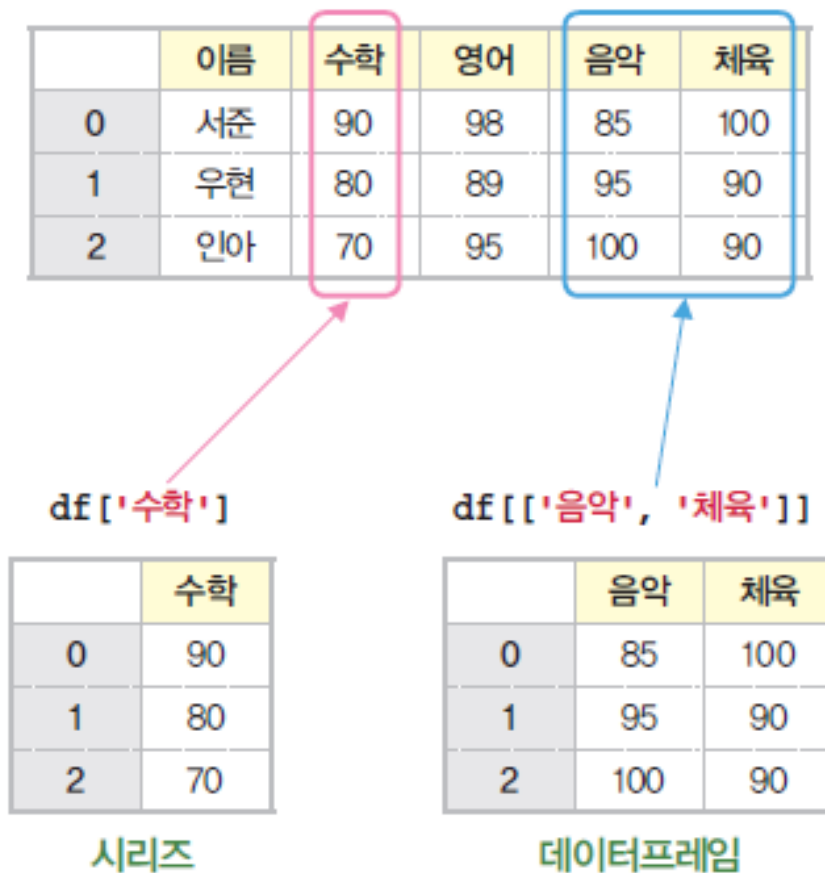 이름 수학 영어 음악 체육
0 서준 90 98 85 100
1 우현 80 89 95 90
2 인아 70 95 100 90
df['수학'] df[['음악', '체육']]
수학 음악 체육
0 90 0 85 100
1 80 1 95 90
2 70 2 100 90
시리즈 데이터프레임